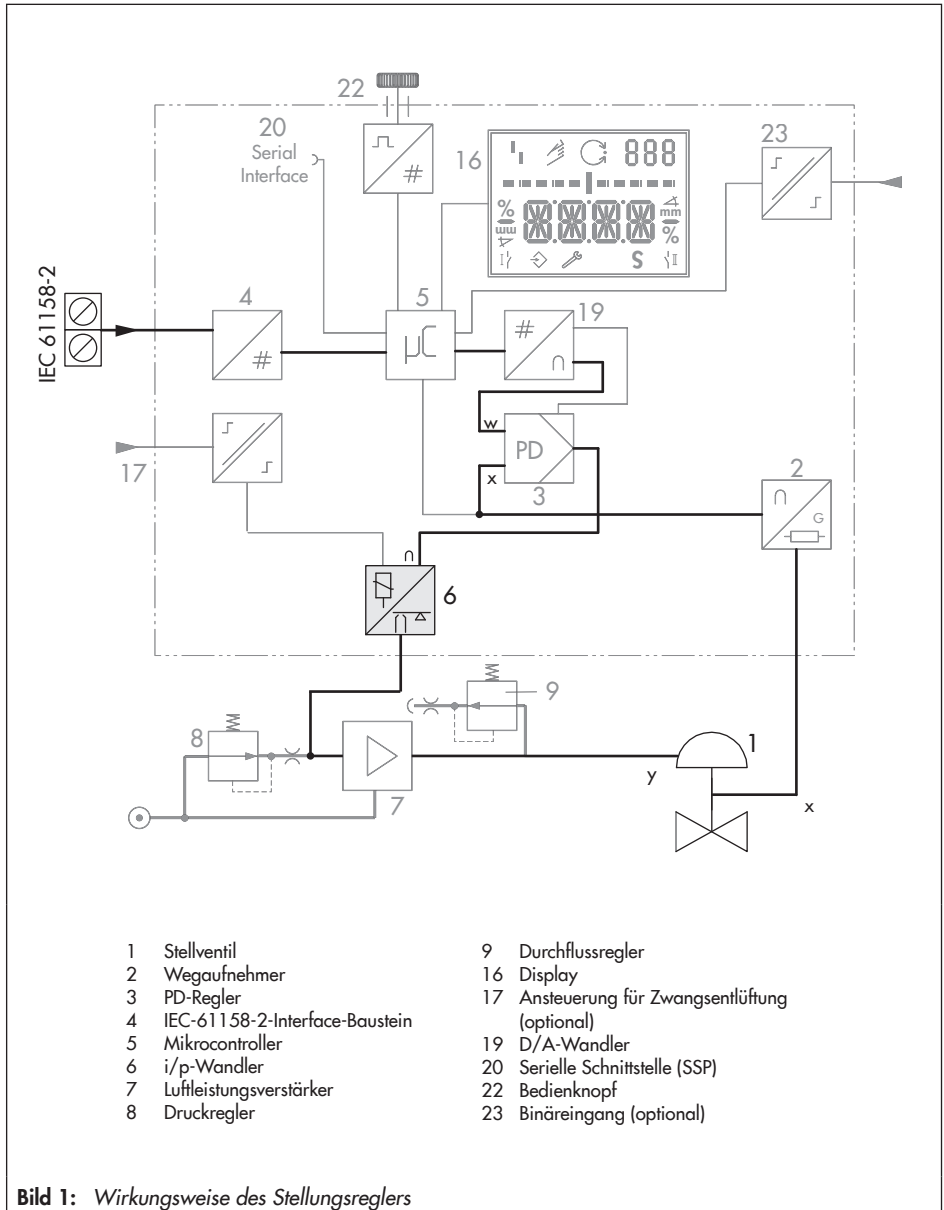 22
20
Serial
Interface
16
888
%
mm
mm
%
I
S
II
23
IEC 61158-2
4
#
#
5
µC
#
19
w
PD
x
3
2
G
17
6
8
9
7
y
1
x
1 Stellventil
2 Wegaufnehmer
3 PD-Regler
4 IEC-61158-2-Interface-Baustein
5 Mikrocontroller
6 i/p-Wandler
7 Luftleistungsverstärker
8 Druckregler
9 Durchflussregler
16 Display
17 Ansteuerung für Zwangsentlüftung
(optional)
19 D/A-Wandler
20 Serielle Schnittstelle (SSP)
22 Bedienknopf
23 Binäreingang (optional)
Bild 1: Wirkungsweise des Stellungsreglers